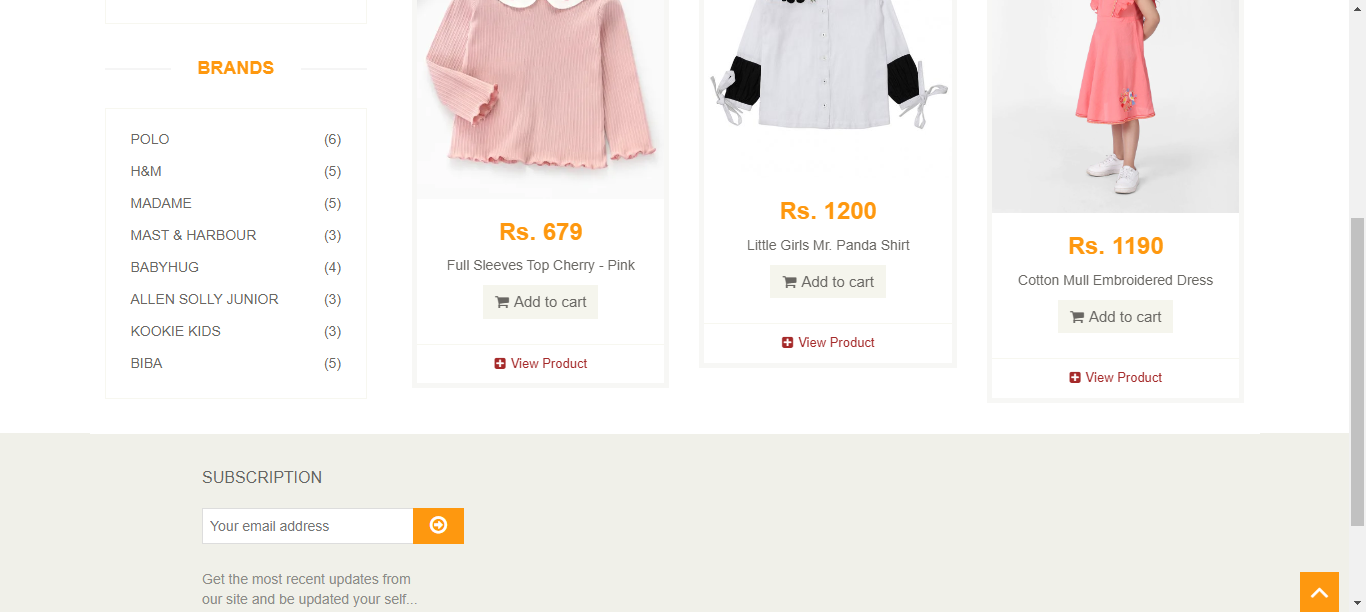 BRANDS
POLO (6)
H&M (5)
MADAME (5)
MAST & HARBOUR (3)
BABYHUG (4)
ALLEN SOLLY JUNIOR (3)
KOOKIE KIDS (3)
BIBA (5)
Rs. 679
Full Sleeves Top Cherry - Pink
Add to cart
View Product
Rs. 1200
Little Girls Mr. Panda Shirt
Add to cart
View Product
Rs. 1190
Cotton Mull Embroidered Dress
Add to cart
View Product
SUBSCRIPTION
Your email address
Get the most recent updates from
our site and be updated your self...